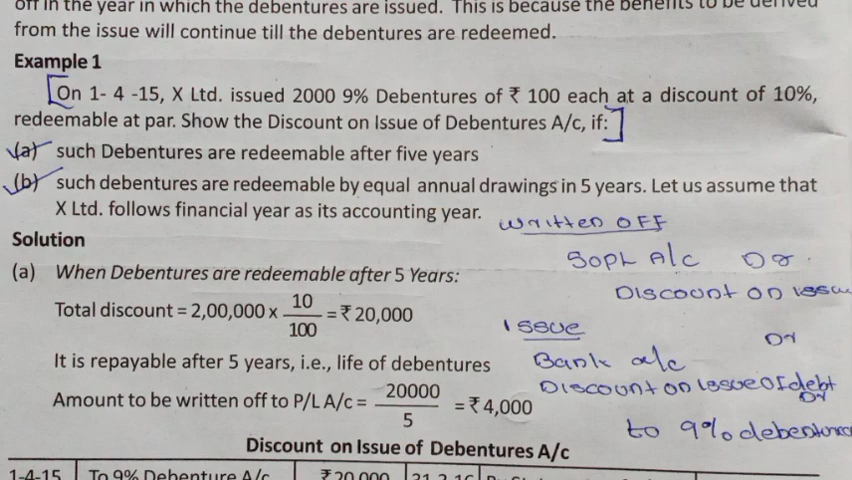 off in the year in which the debentures are issued. This is because the benefits to be derived
from the issue will continue till the debentures are redeemed.
Example 1
[On 1- 4 -15, X Ltd. issued 2000 9% Debentures of ₹ 100 each at a discount of 10%,
redeemable at par. Show the Discount on Issue of Debentures A/c, if:]
(a) such Debentures are redeemable after five years
(b) such debentures are redeemable by equal annual drawings in 5 years. Let us assume that
X Ltd. follows financial year as its accounting year.
Written OFF
Solution
SOPL A/c Dr.
(a) When Debentures are redeemable after 5 Years:
Discount on issu
Total discount = 2,00,000 x 10/100 = ₹ 20,000
Issue
Dr
It is repayable after 5 years, i.e., life of debentures
Bank a/c
Discount on Issue Of debt
Dr
Amount to be written off to P/L A/c = 20000/5 = ₹ 4,000
to 9% debentures
Discount on Issue of Debentures A/c
1-4-15 To 9% Debenture A/c ₹ 20,000